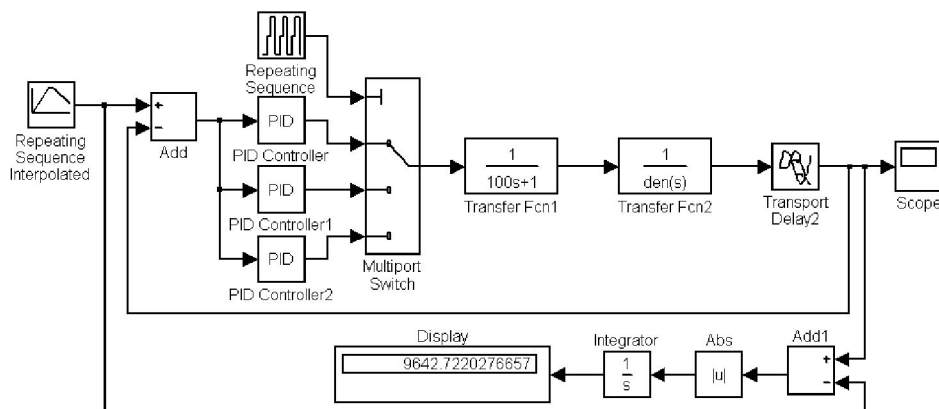 Repeating
Sequence
Repeating
Sequence
Interpolated
+
−
Add
PID
PID Controller
PID
PID Controller1
PID
PID Controller2
Multiport
Switch
1
100s+1
Transfer Fcn1
1
den(s)
Transfer Fcn2
Transport
Delay2
Scope
Display
9642.7220276657
Integrator
1
s
Abs
|u|
Add1
+
−